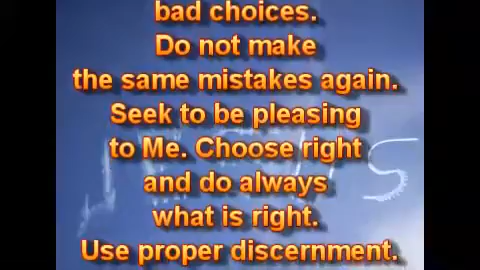 bad choices.
Do not make
the same mistakes again.
Seek to be pleasing
to Me. Choose right
and do always
what is right.
Use proper discernment.